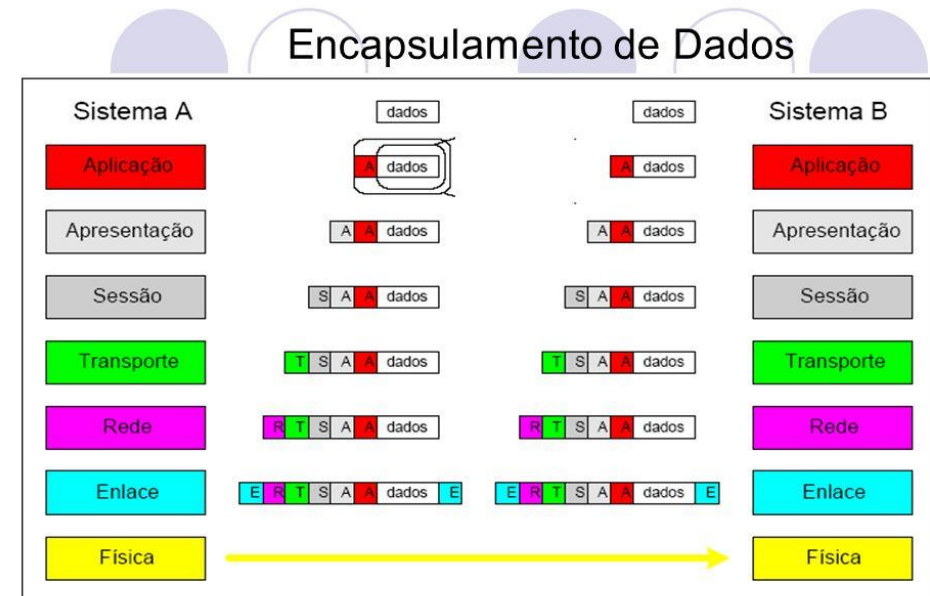 Encapsulamento de Dados
Sistema A dados dados Sistema B
Aplicação A dados A dados Aplicação
Apresentação A A dados A A dados Apresentação
Sessão S A A dados S A A dados Sessão
Transporte T S A A dados T S A A dados Transporte
Rede R T S A A dados R T S A A dados Rede
Enlace E R T S A A dados E E R T S A A dados E Enlace
Física Física